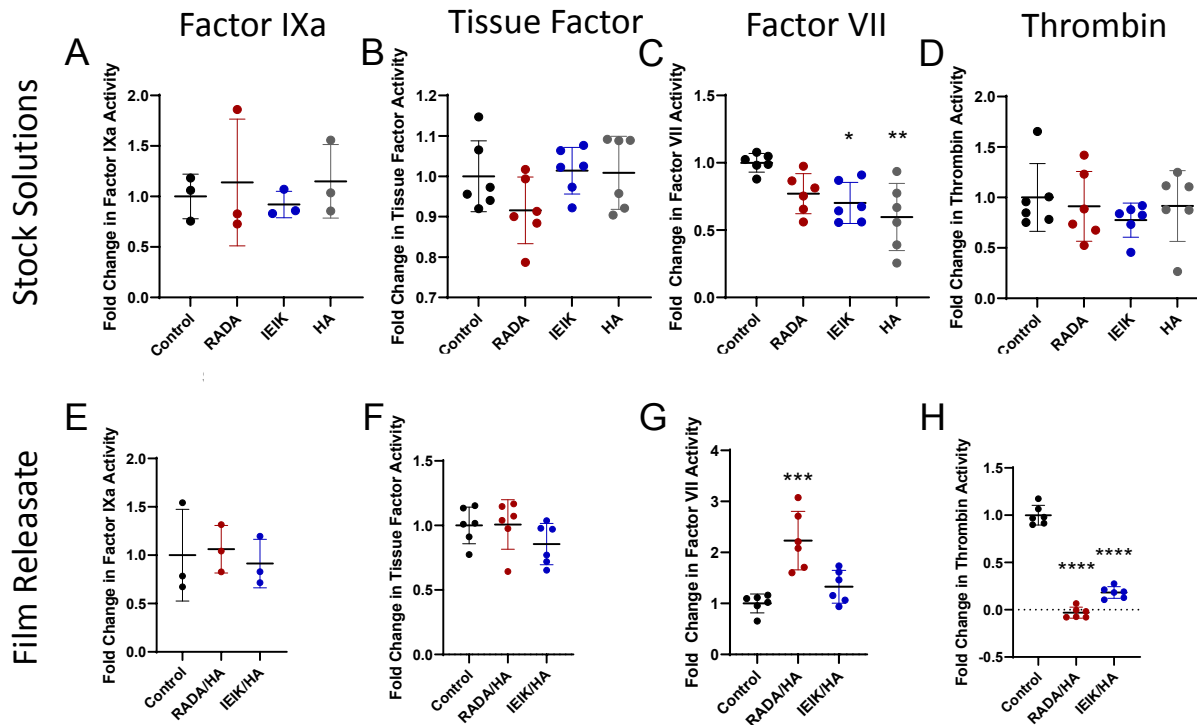 Factor IXa
Tissue Factor
Factor VII
Thrombin
Stock Solutions
A
Fold Change in Factor IXa Activity
2.0
1.5
1.0
0.5
0.0
Control
RADA
IEIK
HA
B
Fold Change in Tissue Factor Activity
1.2
1.1
1.0
0.9
0.8
0.7
Control
RADA
IEIK
HA
C
Fold Change in Factor VII Activity
1.5
1.0
0.5
0.0
*
**
Control
RADA
IEIK
HA
D
Fold Change in Thrombin Activity
2.0
1.5
1.0
0.5
0.0
Control
RADA
IEIK
HA
Film Releasate
E
Fold Change in Factor IXa Activity
2.0
1.5
1.0
0.5
0.0
Control
RADA/HA
IEIK/HA
F
Fold Change in Tissue Factor Activity
1.5
1.0
0.5
0.0
Control
RADA/HA
IEIK/HA
G
Fold Change in Factor VII Activity
4
3
2
1
0
***
Control
RADA/HA
IEIK/HA
H
Fold Change in Thrombin Activity
1.5
1.0
0.5
0.0
-0.5
****
****
Control
RADA/HA
IEIK/HA